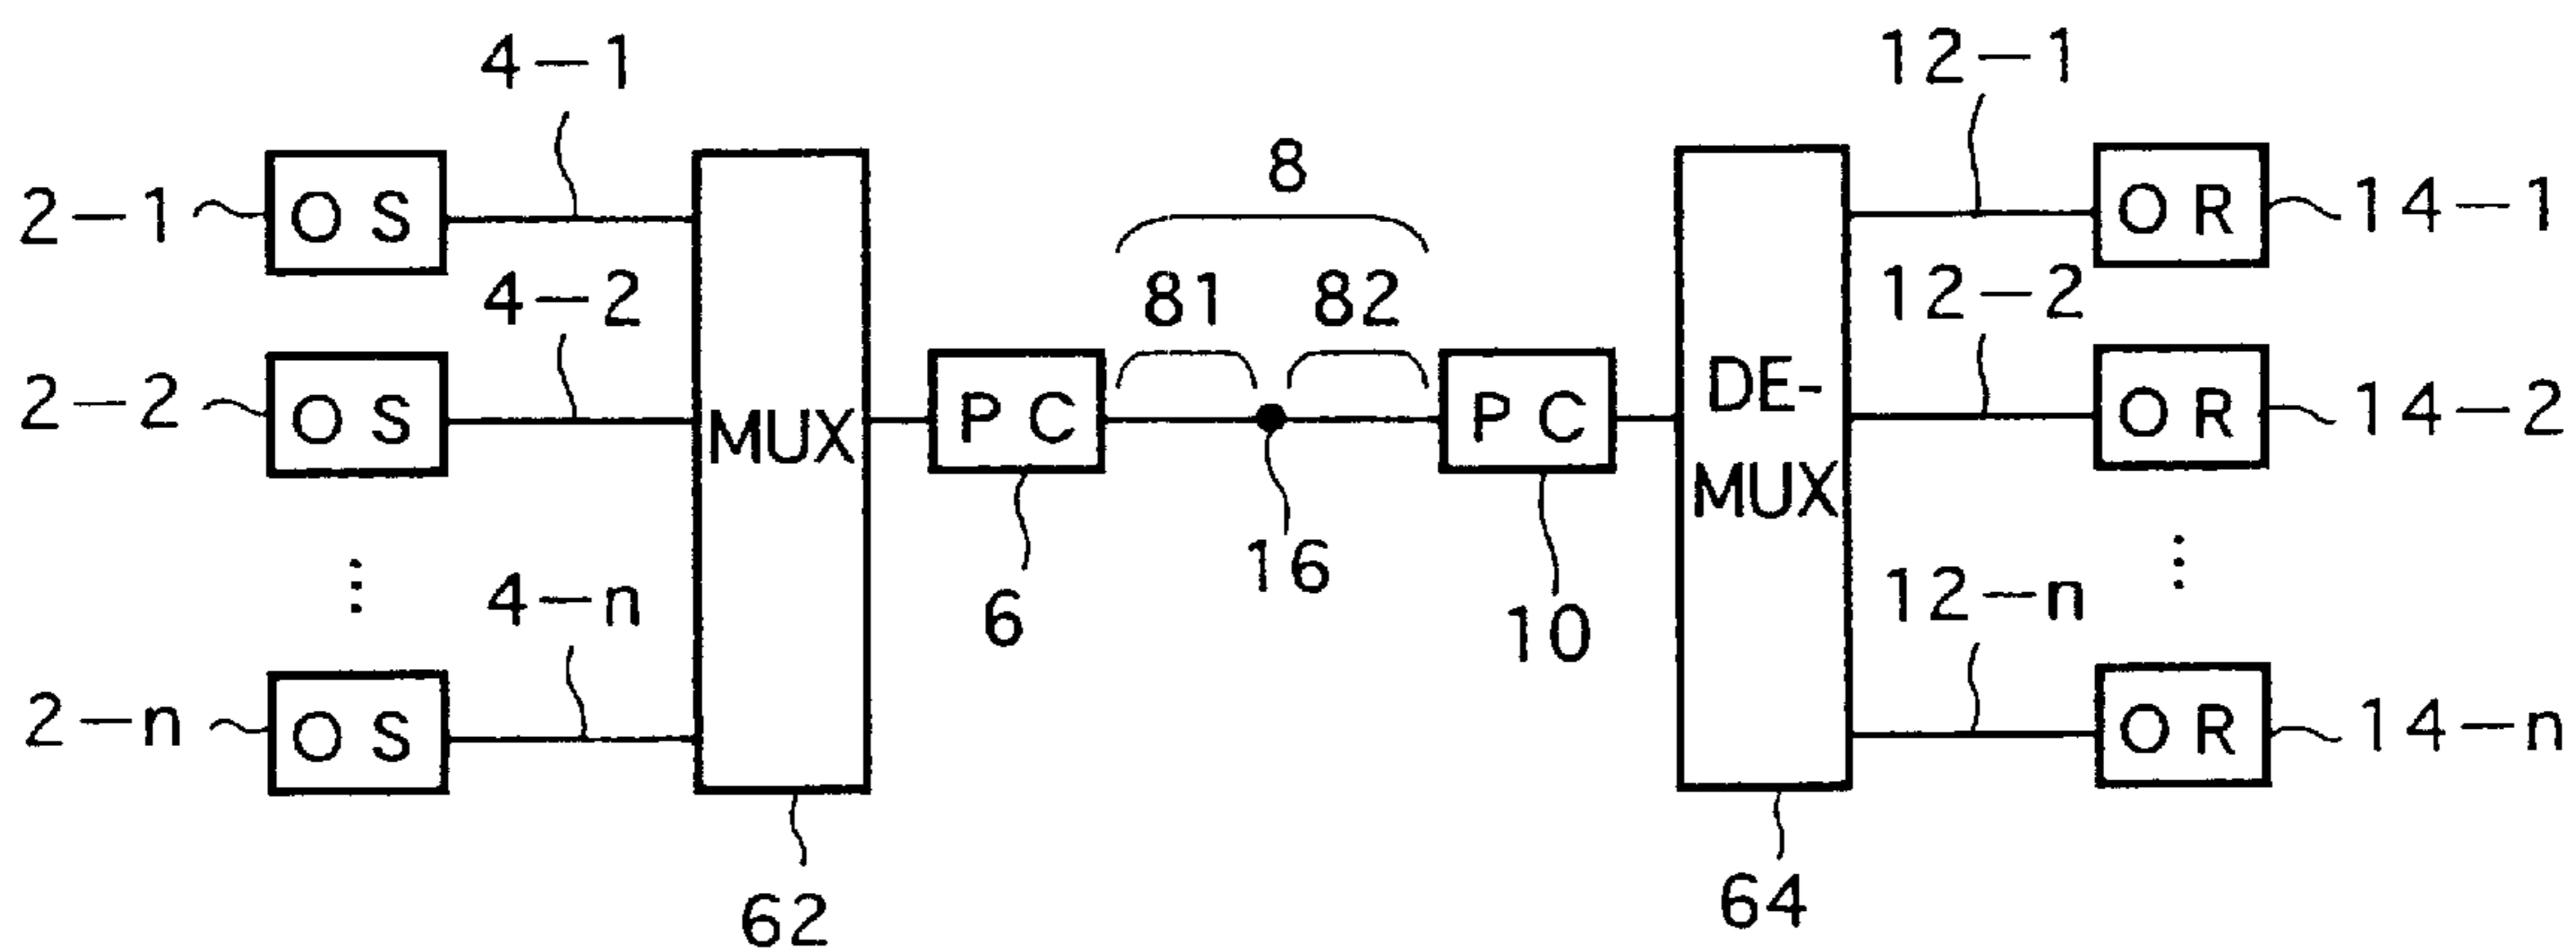 4-1
12-1
8
2-1
OS
OR
14-1
4-2
81
82
12-2
2-2
OS
MUX
PC
PC
DE-
MUX
OR
14-2
4-n
16
12-n
6
10
2-n
OS
OR
14-n
62
64